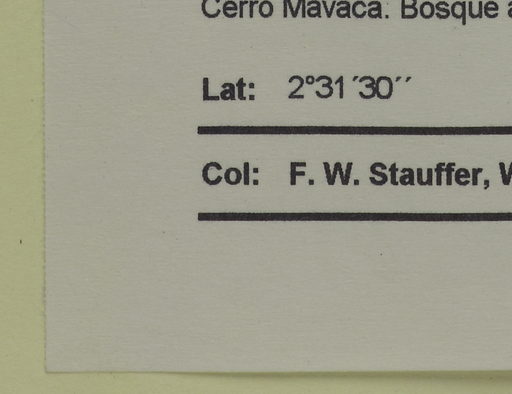 Cerro Mavaca. Bosque
Lat: 2°31´30´´
Col: F. W. Stauffer,